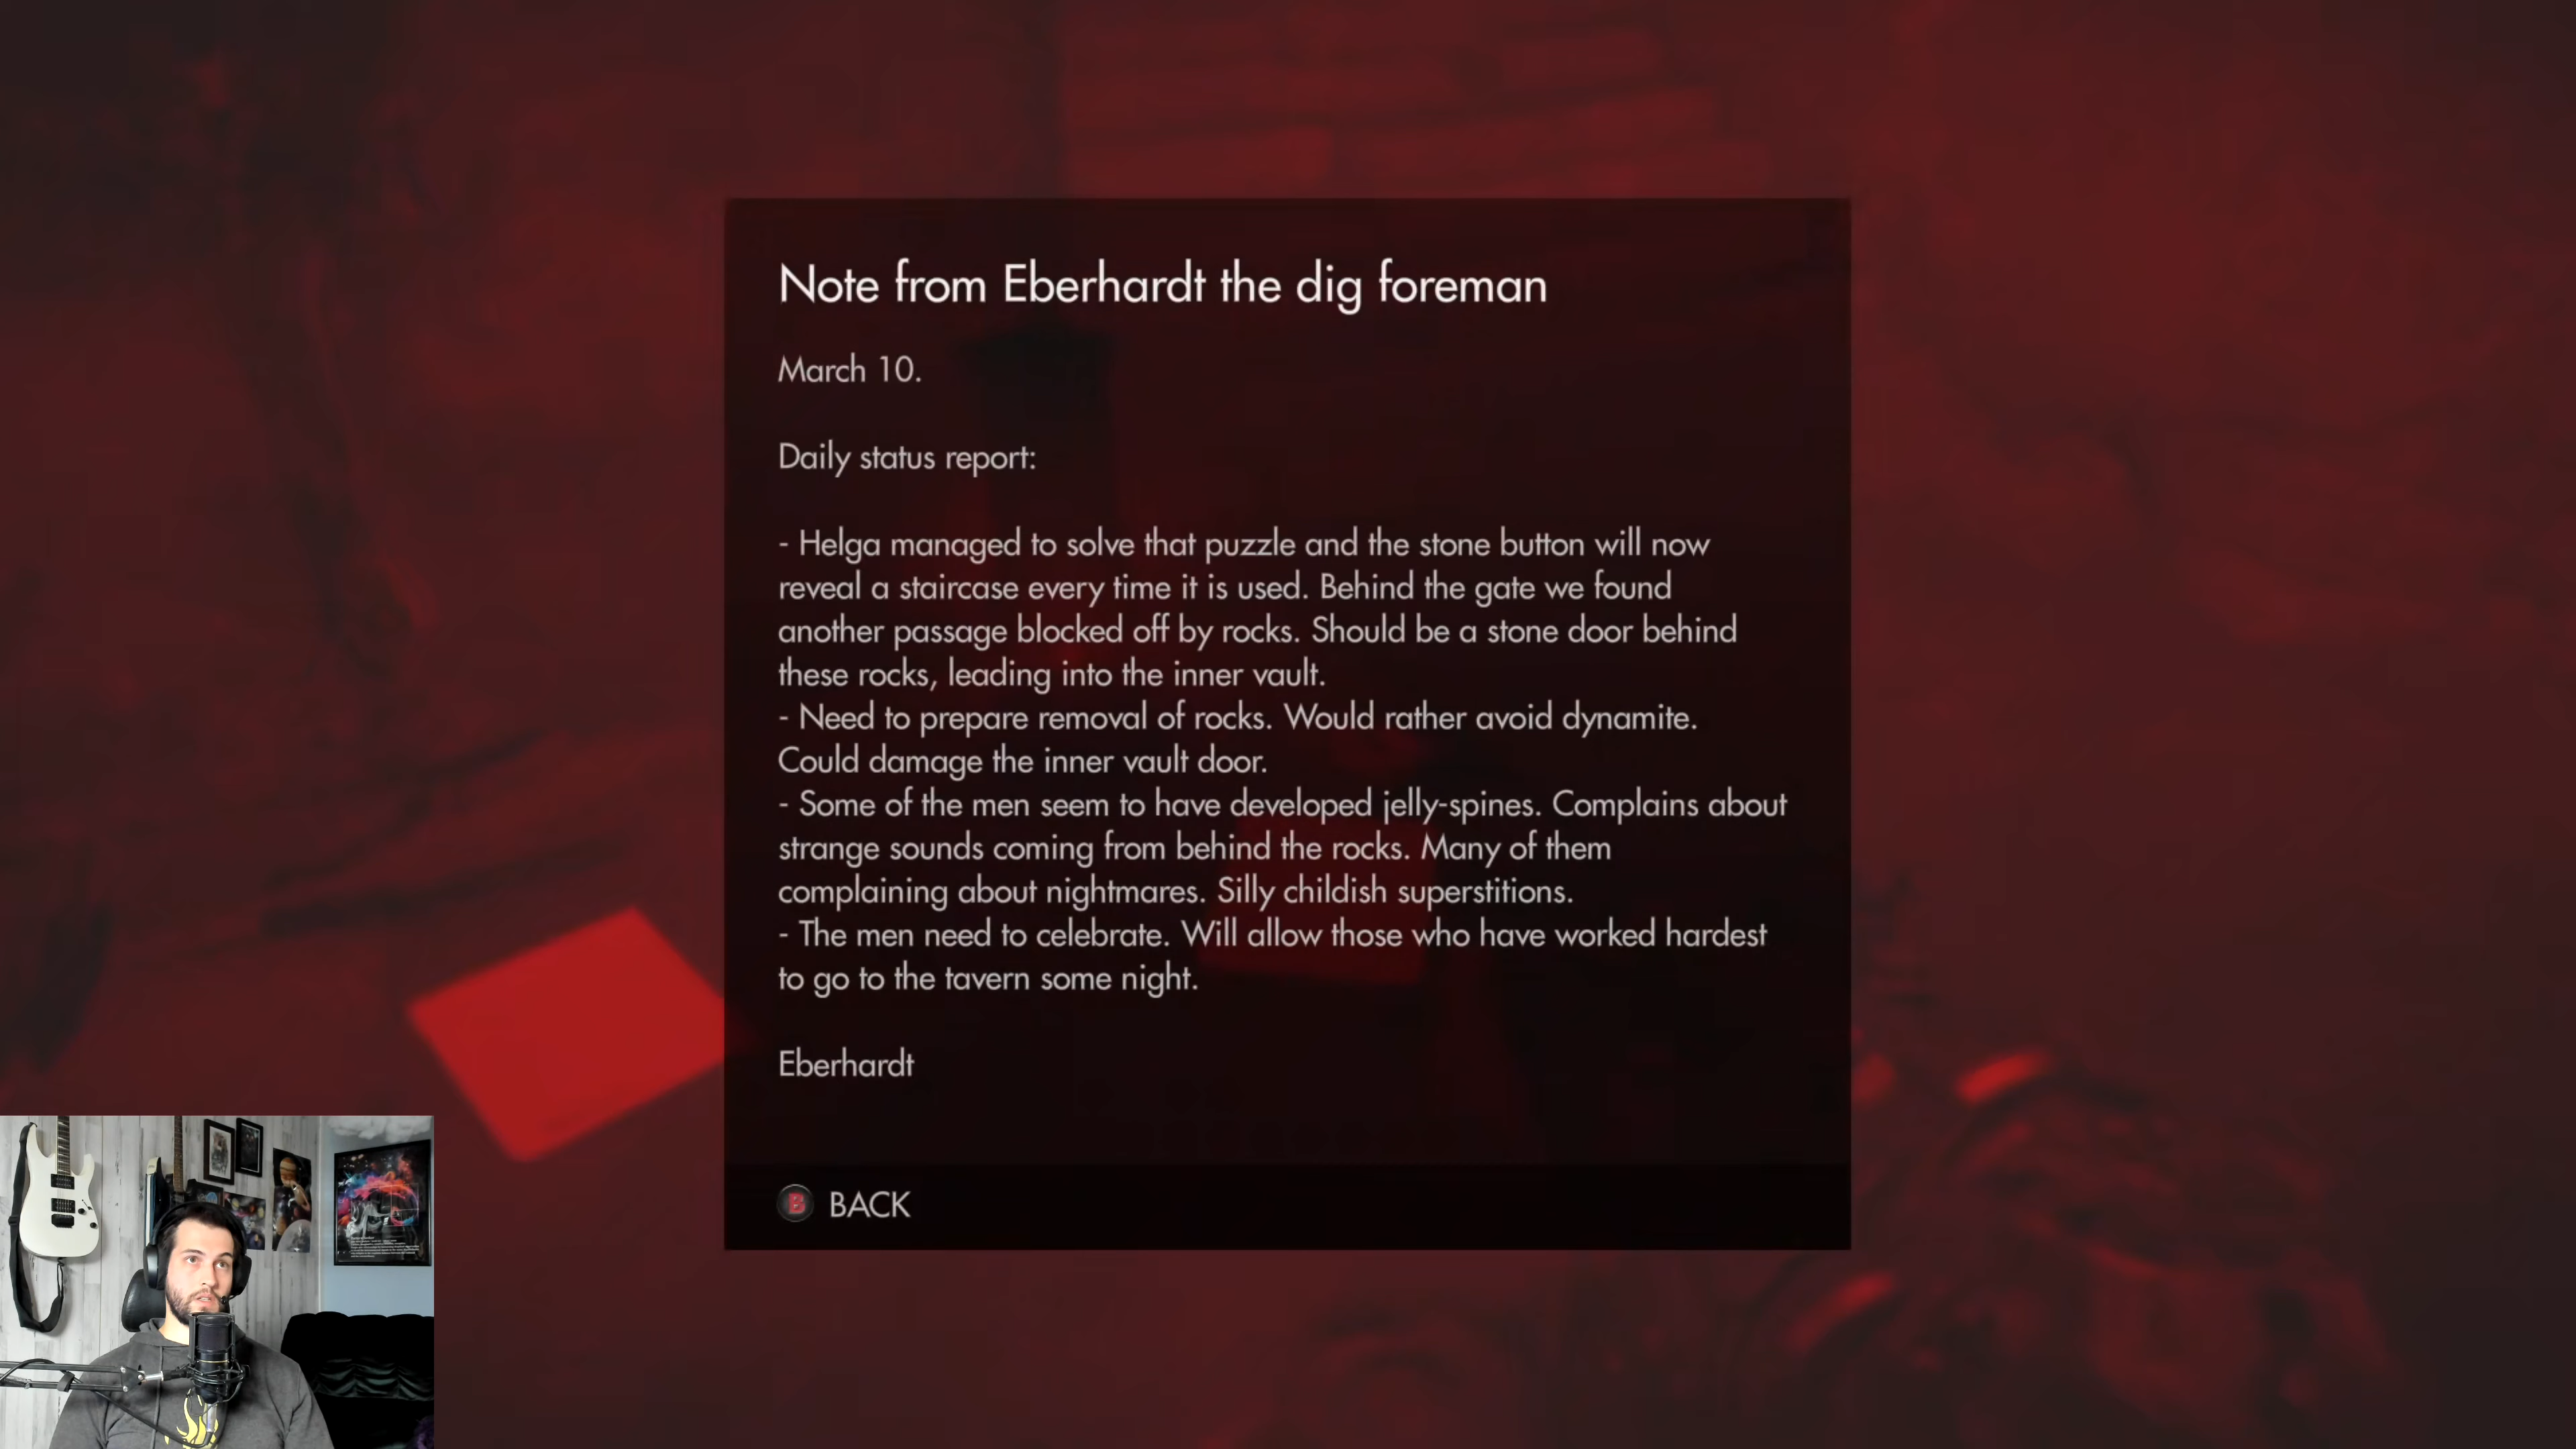 Note from Eberhardt the dig foreman
March 10.
Daily status report:
- Helga managed to solve that puzzle and the stone button will now
reveal a staircase every time it is used. Behind the gate we found
another passage blocked off by rocks. Should be a stone door behind
these rocks, leading into the inner vault.
- Need to prepare removal of rocks. Would rather avoid dynamite.
Could damage the inner vault door.
- Some of the men seem to have developed jelly-spines. Complains about
strange sounds coming from behind the rocks. Many of them
complaining about nightmares. Silly childish superstitions.
- The men need to celebrate. Will allow those who have worked hardest
to go to the tavern some night.
Eberhardt
B BACK